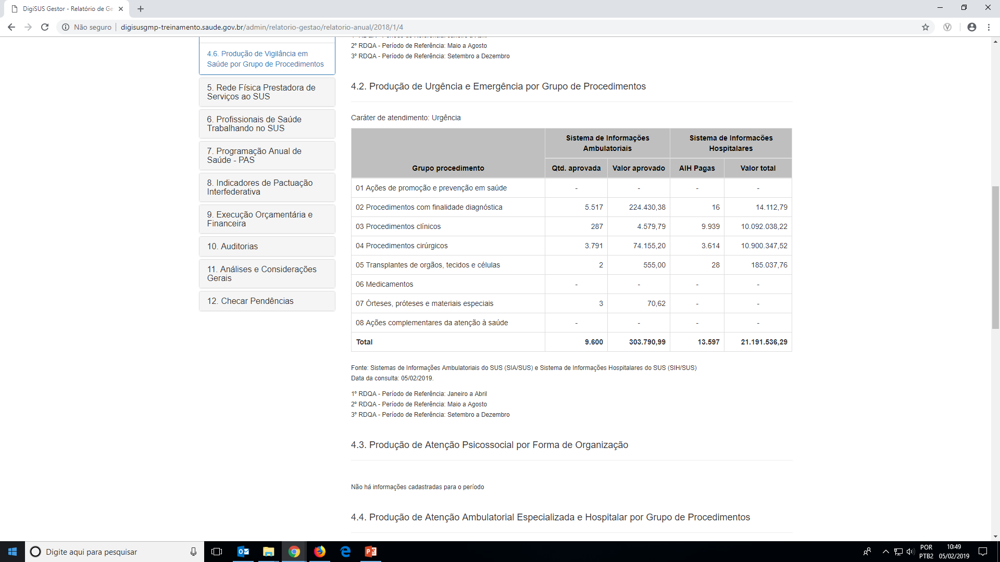 DigiSUS Gestor - Relatório de Ge
Não seguro
digisusgmp-treinamento.saude.gov.br/admin/relatorio-gestao/relatorio-anual/2018/1/4
4.6. Produção de Vigilância em
Saúde por Grupo de Procedimentos
5. Rede Física Prestadora de
Serviços ao SUS
6. Profissionais de Saúde
Trabalhando no SUS
7. Programação Anual de
Saúde - PAS
8. Indicadores de Pactuação
Interfederativa
9. Execução Orçamentária e
Financeira
10. Auditorias
11. Análises e Considerações
Gerais
12. Checar Pendências
2º RDQA - Período de Referência: Maio a Agosto
3º RDQA - Período de Referência: Setembro a Dezembro
4.2. Produção de Urgência e Emergência por Grupo de Procedimentos
Caráter de atendimento: Urgência
Sistema de Informações
Ambulatoriais
Sistema de Informacões
Hospitalares
Grupo procedimento Qtd. aprovada Valor aprovado AIH Pagas Valor total
01 Ações de promoção e prevenção em saúde - - - -
02 Procedimentos com finalidade diagnóstica 5.517 224.430,38 16 14.112,79
03 Procedimentos clínicos 287 4.579,79 9.939 10.092.038,22
04 Procedimentos cirúrgicos 3.791 74.155,20 3.614 10.900.347,52
05 Transplantes de orgãos, tecidos e células 2 555,00 28 185.037,76
06 Medicamentos - - - -
07 Órteses, próteses e materiais especiais 3 70,62 - -
08 Ações complementares da atenção à saúde - - - -
Total 9.600 303.790,99 13.597 21.191.536,29
Fonte: Sistemas de Informações Ambulatoriais do SUS (SIA/SUS) e Sistema de Informações Hospitalares do SUS (SIH/SUS)
Data da consulta: 05/02/2019.
1º RDQA - Período de Referência: Janeiro a Abril
2º RDQA - Período de Referência: Maio a Agosto
3º RDQA - Período de Referência: Setembro a Dezembro
4.3. Produção de Atenção Psicossocial por Forma de Organização
Não há informações cadastradas para o período
4.4. Produção de Atenção Ambulatorial Especializada e Hospitalar por Grupo de Procedimentos
Digite aqui para pesquisar
POR
PTB2
10:49
05/02/2019